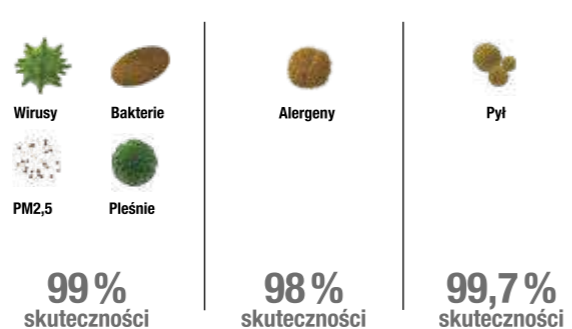 Wirusy Bakterie
PM2,5 Pleśnie
99 %
skuteczności
Alergeny
98 %
skuteczności
Pył
99,7 %
skuteczności